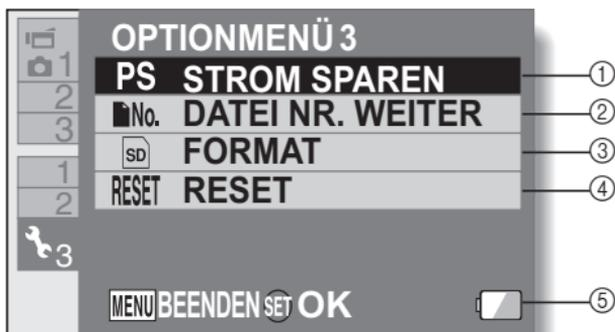 OPTIONMENÜ 3
1
PS STROM SPAREN ①
2
No. DATEI NR. WEITER ②
3
SD FORMAT ③
1
RESET RESET ④
2
3
MENU BEENDEN SET OK ⑤